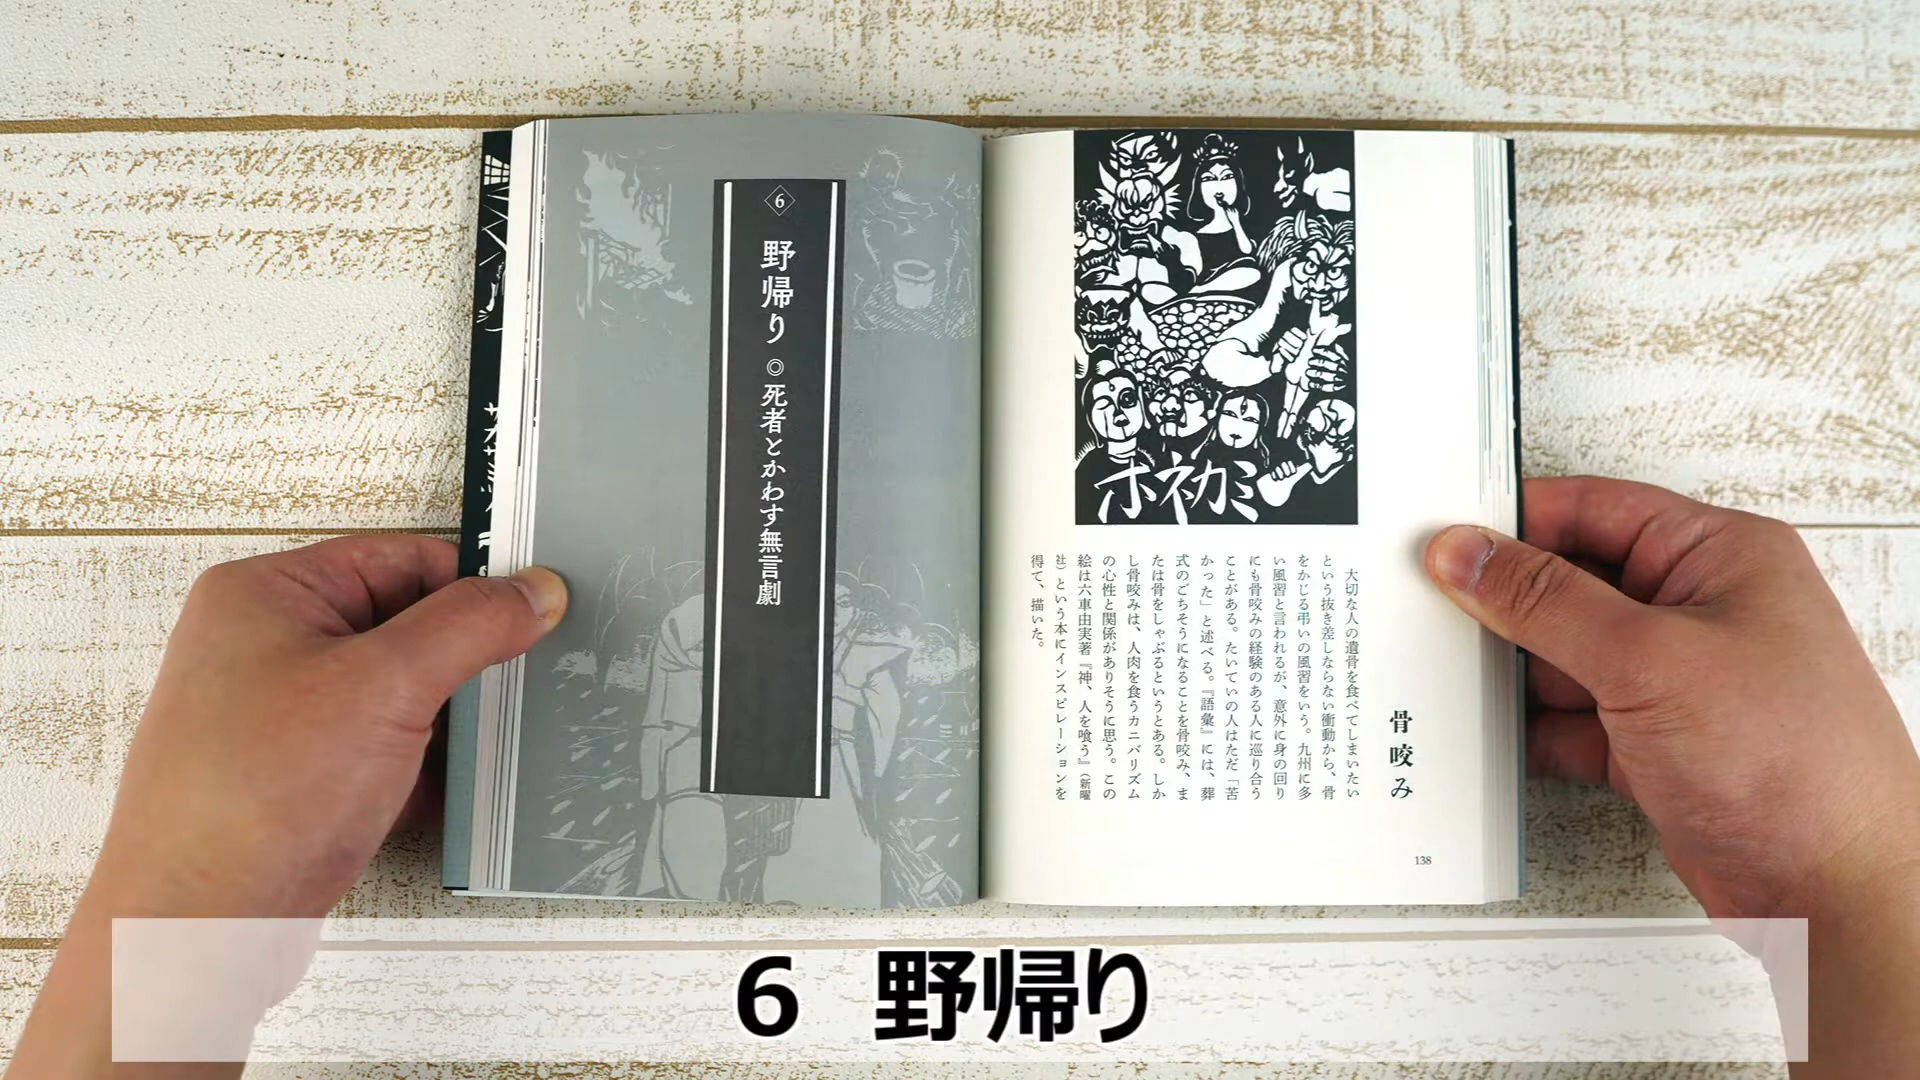 6
野帰り◎死者とかわす無言劇
ホネカミ
骨咬み
大切な人の遺骨を食べてしまいたい
という抜き差しならない衝動から、骨
をかじる弔いの風習をいう。九州に多
い風習と言われるが、意外に身の回り
にも骨咬みの経験のある人に巡り合う
ことがある。たいていの人はただ「苦
かった」と述べる。『語彙』には、葬
式のごちそうになることを骨咬み、ま
たは骨をしゃぶるというとある。しか
し骨咬みは、人肉を食うカニバリズム
の心性と関係がありそうに思う。この
絵は六車由実著『神、人を喰う』（新曜
社）という本にインスピレーションを
得て、描いた。
138
6 野帰り